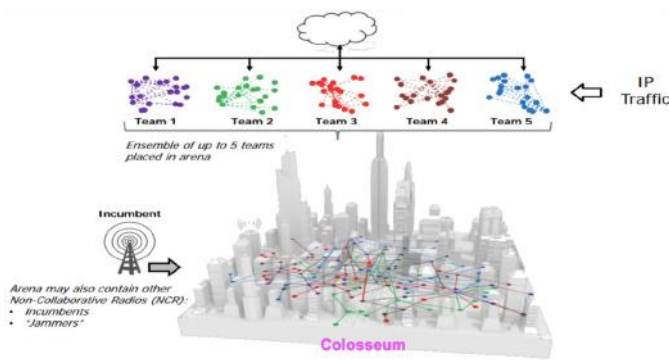 Team 1
Team 2
Team 3
Team 4
Team 5
IP
Traffic
Ensemble of up to 5 teams
placed in arena
Incumbent
Arena may also contain other
Non-Collaborative Radios (NCR):
• Incumbents
• "Jammers"
Colosseum